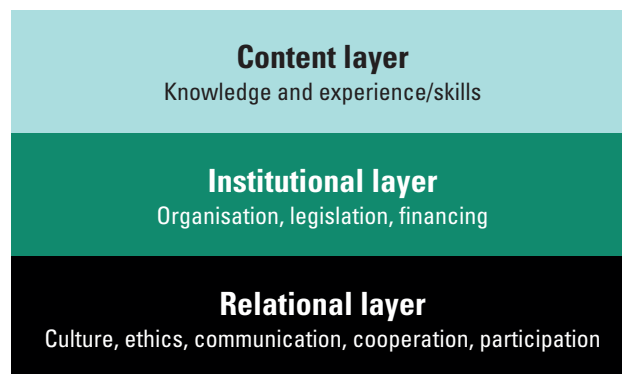 Content layer
Knowledge and experience/skills
Institutional layer
Organisation, legislation, financing
Relational layer
Culture, ethics, communication, cooperation, participation